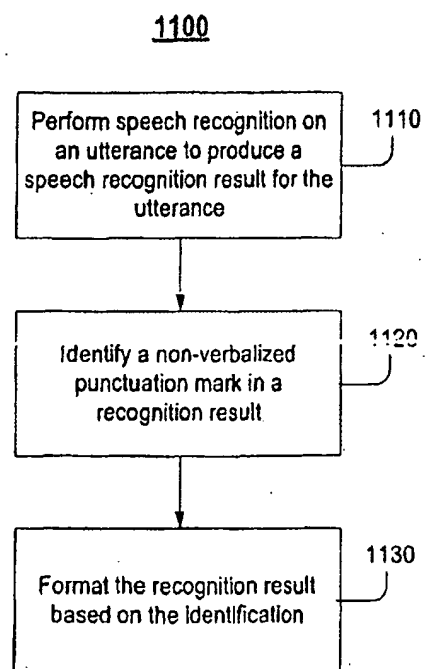 1100
Perform speech recognition on
an utterance to produce a
speech recognition result for the
utterance
1110
Identify a non-verbalized
punctuation mark in a
recognition result
1120
Format the recognition result
based on the identification
1130